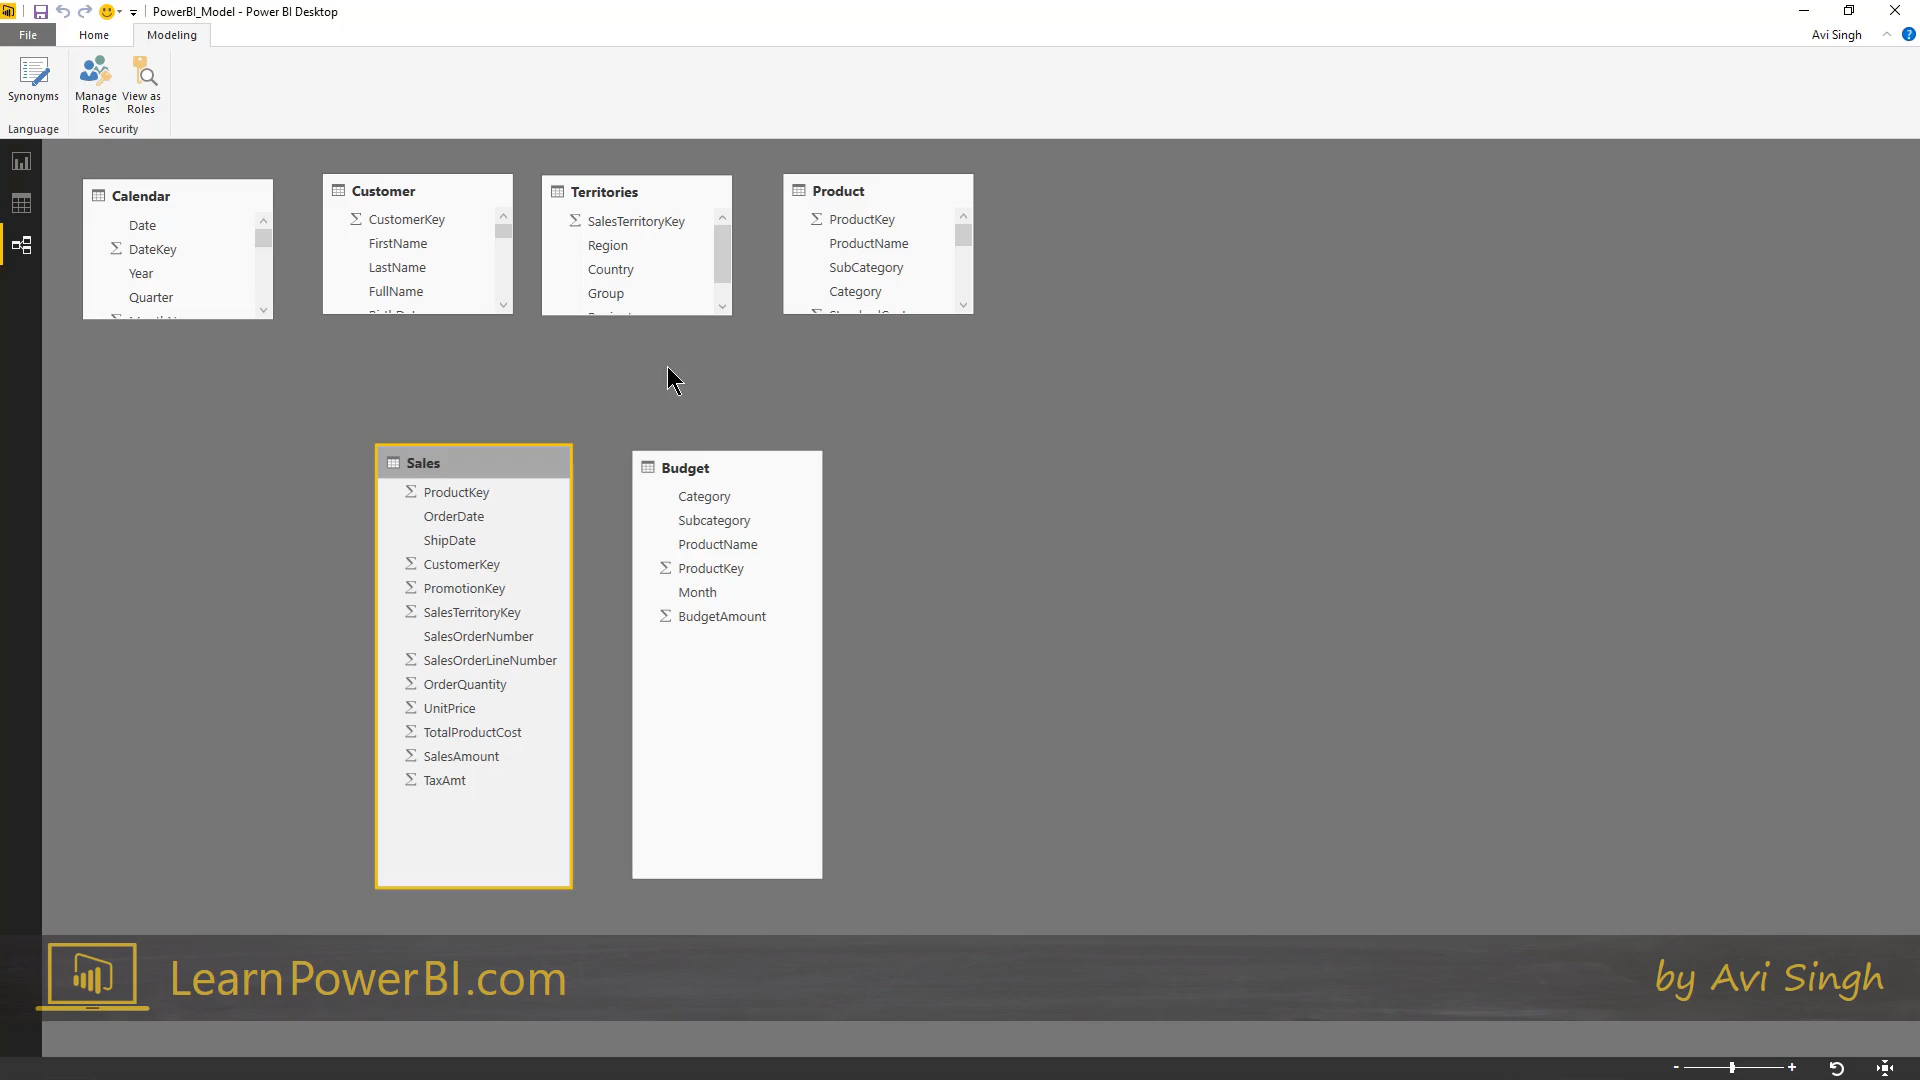 PowerBI_Model - Power BI Desktop
File Home Modeling Avi Singh ?
Synonyms Manage Roles View as Roles
Language Security
Calendar
Date
DateKey
Year
Quarter
Customer
CustomerKey
FirstName
LastName
FullName
Territories
SalesTerritoryKey
Region
Country
Group
Product
ProductKey
ProductName
SubCategory
Category
Sales
ProductKey
OrderDate
ShipDate
CustomerKey
PromotionKey
SalesTerritoryKey
SalesOrderNumber
SalesOrderLineNumber
OrderQuantity
UnitPrice
TotalProductCost
SalesAmount
TaxAmt
Budget
Category
Subcategory
ProductName
ProductKey
Month
BudgetAmount
LearnPowerBI.com
by Avi Singh